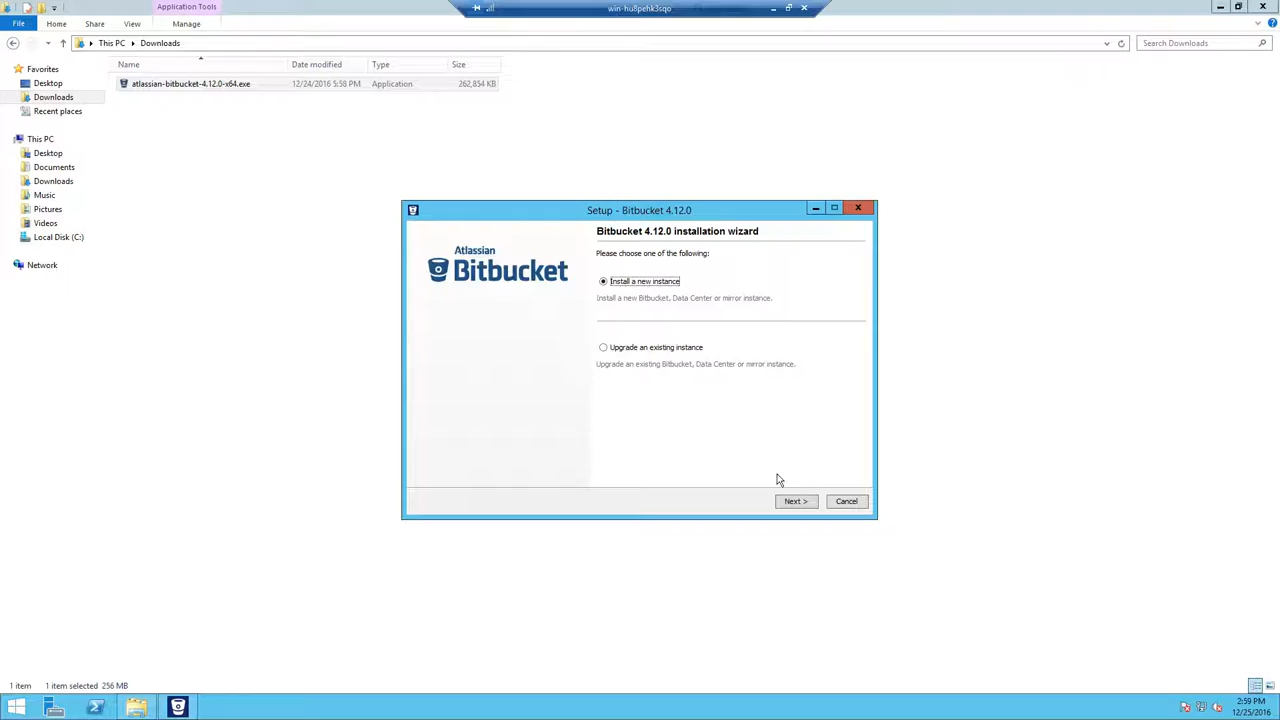 Application Tools
win-hu8pehk3sqo
File
Home
Share
View
Manage
This PC
Downloads
Search Downloads
Favorites
Desktop
Downloads
Recent places
This PC
Desktop
Documents
Downloads
Music
Pictures
Videos
Local Disk (C:)
Network
Name
Date modified
Type
Size
atlassian-bitbucket-4.12.0-x64.exe
12/24/2016 5:58 PM
Application
262,854 KB
Setup - Bitbucket 4.12.0
Atlassian
Bitbucket
Bitbucket 4.12.0 installation wizard
Please choose one of the following:
Install a new instance
Install a new Bitbucket, Data Center or mirror instance.
Upgrade an existing instance
Upgrade an existing Bitbucket, Data Center or mirror instance.
Next >
Cancel
1 item
1 item selected 256 MB
2:59 PM
12/25/2016